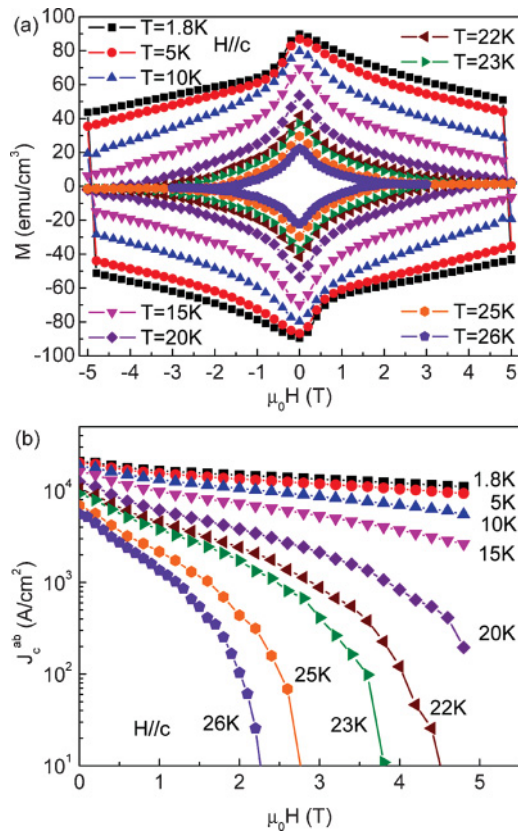 (a)
T=1.8K
H//c
T=22K
T=5K
T=23K
T=10K
100
80
60
40
20
0
-20
-40
-60
-80
-100
M (emu/cm³)
T=15K
T=25K
T=20K
T=26K
-5 -4 -3 -2 -1 0 1 2 3 4 5
μ₀H (T)
(b)
10⁴
10³
10²
10¹
J_c^ab (A/cm²)
1.8K
5K
10K
15K
20K
25K
22K
23K
26K
H//c
0 1 2 3 4 5
μ₀H (T)